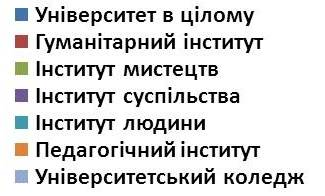 Університет в цілому
Гуманітарний інститут
Інститут мистецтв
Інститут суспільства
Інститут людини
Педагогічний інститут
Університетський коледж